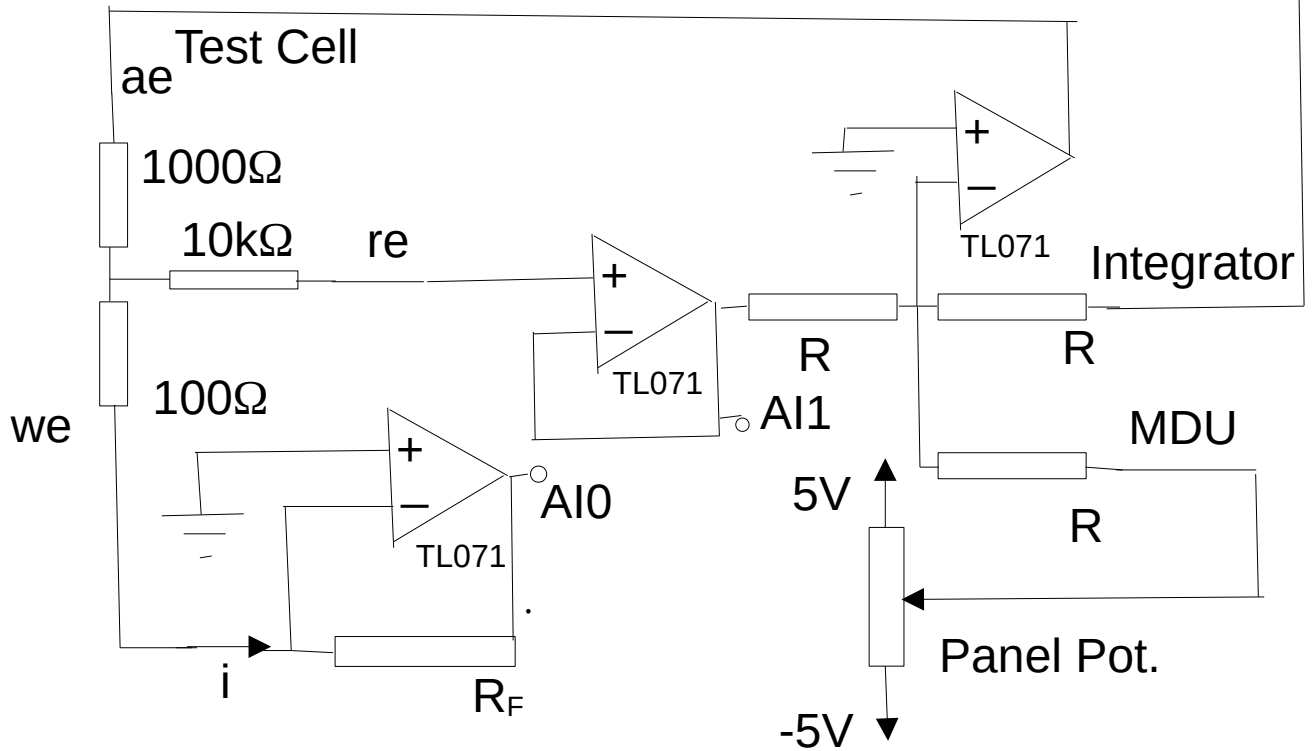 Test Cell
ae
1000Ω
10kΩ
re
+
−
TL071
Integrator
+
−
TL071
R
R
100Ω
we
AI1
MDU
+
−
TL071
AI0
5V
R
i
RF
Panel Pot.
-5V